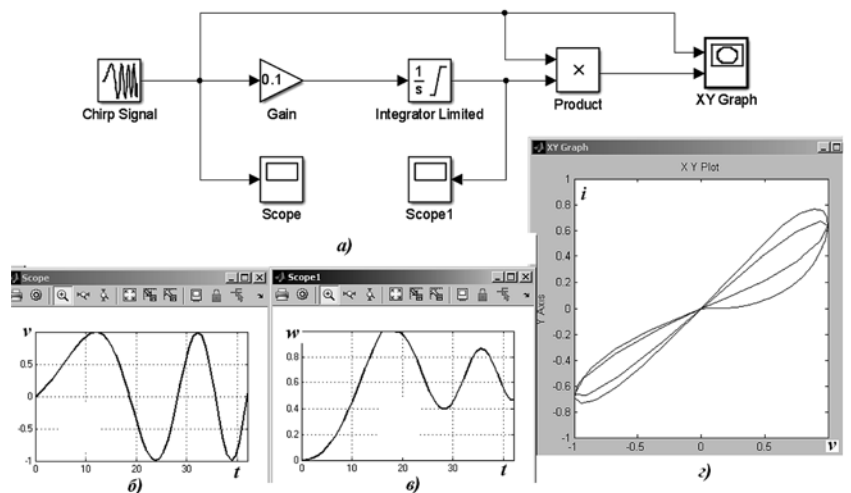 0.1
1
s
×
Chirp Signal
Gain
Integrator Limited
Product
XY Graph
Scope
Scope1
а)
XY Graph
X Y Plot
i
Y Axis
1
0.8
0.6
0.4
0.2
0
-0.2
-0.4
-0.6
-0.8
-1
-1
0
0.5
v
г)
Scope
v
0.5
0
-0.5
-1
0
10
20
30
t
б)
Scope1
w
0.8
0.6
0.4
0.2
0
0
10
20
30
t
в)